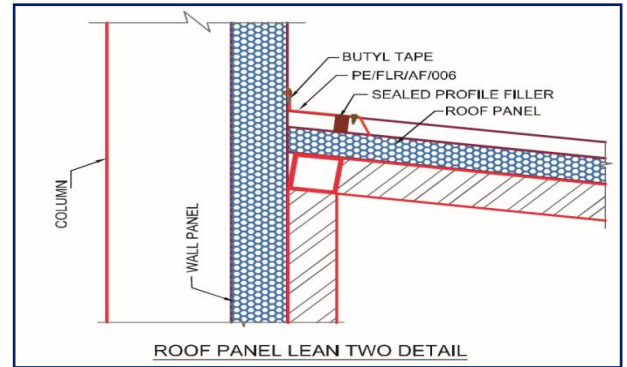 BUTYL TAPE
PE/FLR/AF/006
SEALED PROFILE FILLER
ROOF PANEL
COLUMN
WALL PANEL
ROOF PANEL LEAN TWO DETAIL